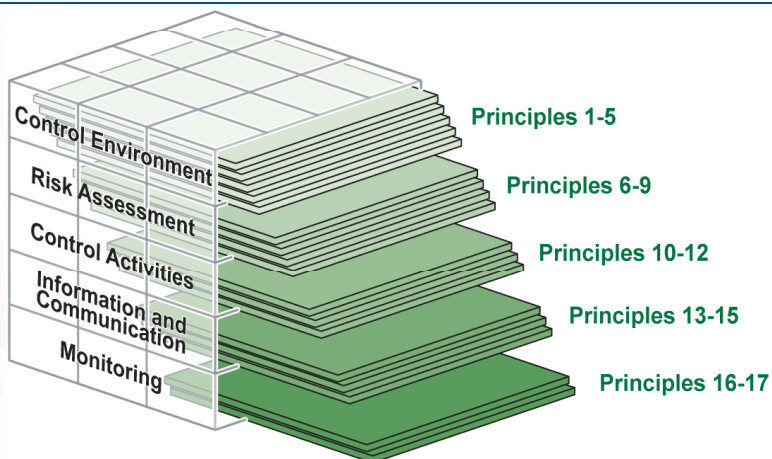 Control Environment
Principles 1-5
Risk Assessment
Principles 6-9
Control Activities
Principles 10-12
Information and
Communication
Principles 13-15
Monitoring
Principles 16-17